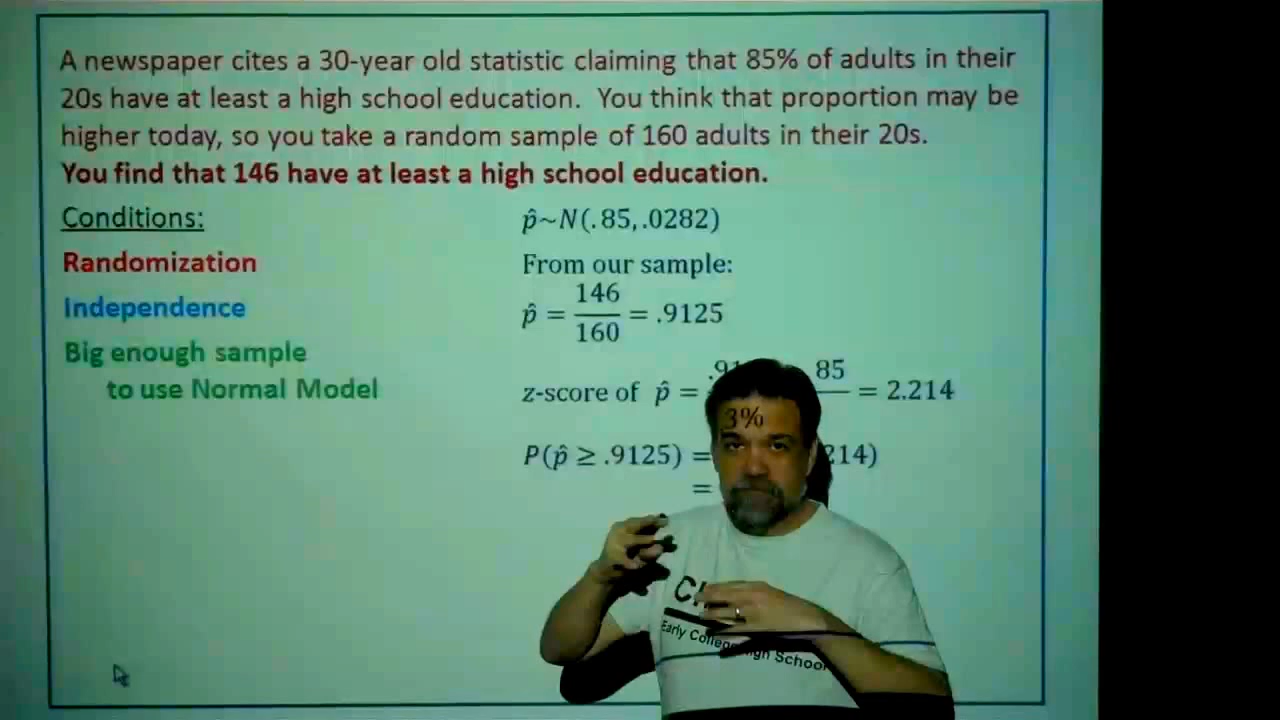 A newspaper cites a 30-year old statistic claiming that 85% of adults in their
20s have at least a high school education. You think that proportion may be
higher today, so you take a random sample of 160 adults in their 20s.
You find that 146 have at least a high school education.
Conditions:
Randomization
Independence
Big enough sample
to use Normal Model
p̂~N(.85,.0282)
From our sample:
p̂ = 146/160 = .9125
z-score of p̂ = .91 85 = 2.214
3%
P(p̂ ≥ .9125) = 214)
=
Early College High School